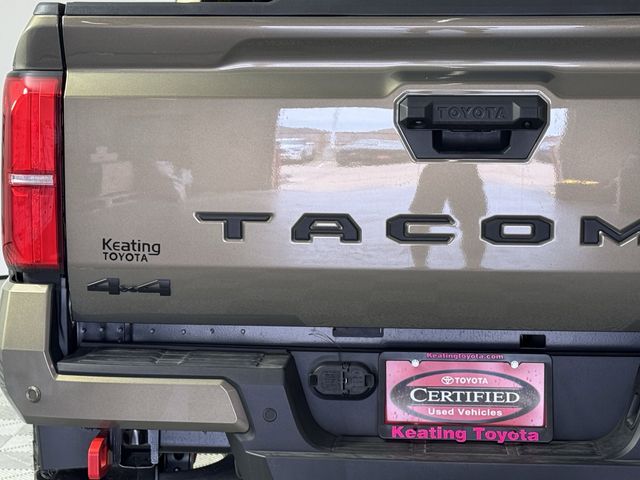 TOYOTA
TACOM
Keating
TOYOTA
4x4
KeatingToyota.com
TOYOTA
CERTIFIED
Used Vehicles
Keating Toyota